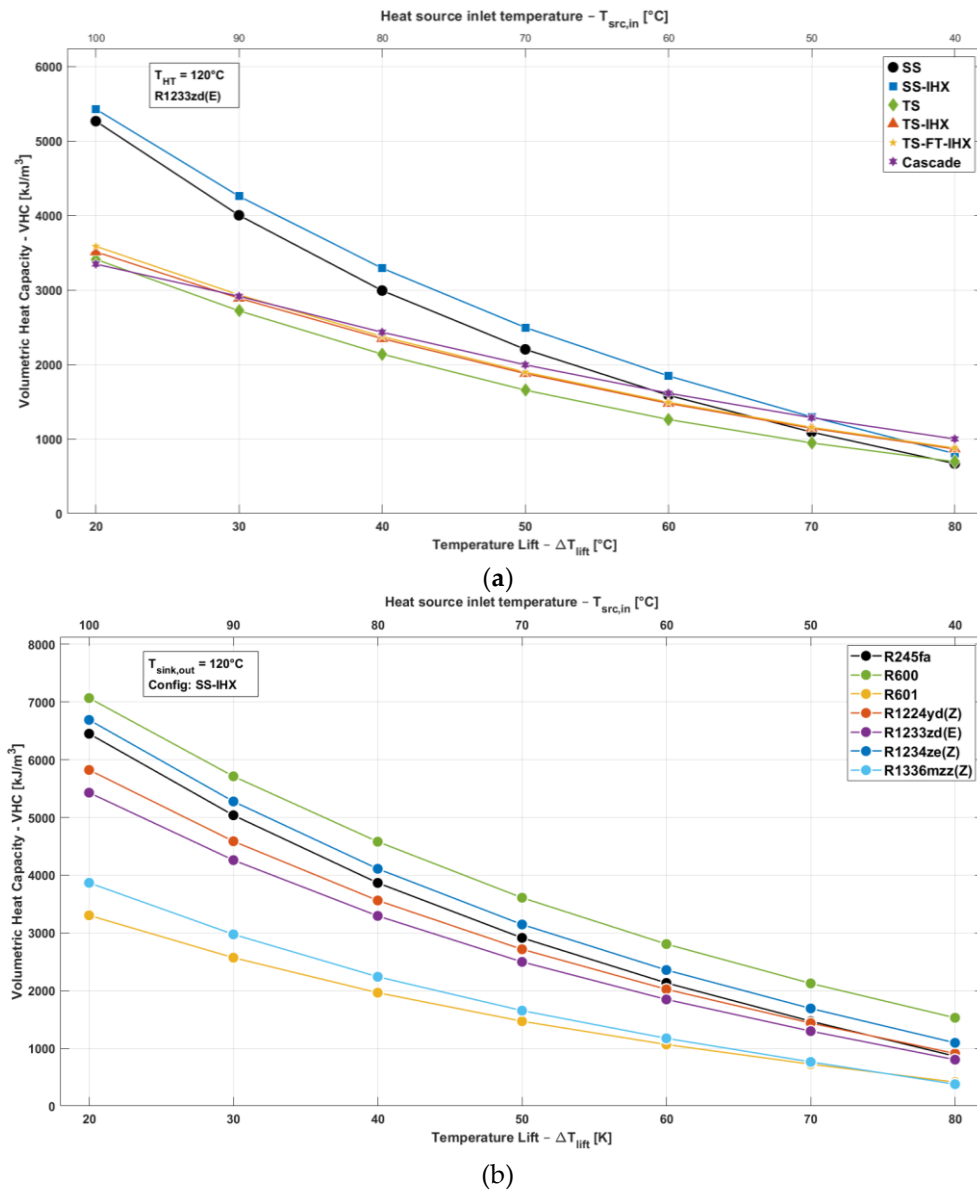 Heat source inlet temperature – T_src,in [°C]
100 90 80 70 60 50 40
6000
5000
4000
3000
2000
1000
0
Volumetric Heat Capacity - VHC [kJ/m³]
T_HT = 120°C
R1233zd(E)
SS
SS-IHX
TS
TS-IHX
TS-FT-IHX
Cascade
20 30 40 50 60 70 80
Temperature Lift – ΔT_lift [°C]
(a)
Heat source inlet temperature – T_src,in [°C]
100 90 80 70 60 50 40
8000
7000
6000
5000
4000
3000
2000
1000
0
Volumetric Heat Capacity - VHC [kJ/m³]
T_sink,out = 120°C
Config: SS-IHX
R245fa
R600
R601
R1224yd(Z)
R1233zd(E)
R1234ze(Z)
R1336mzz(Z)
20 30 40 50 60 70 80
Temperature Lift – ΔT_lift [K]
(b)